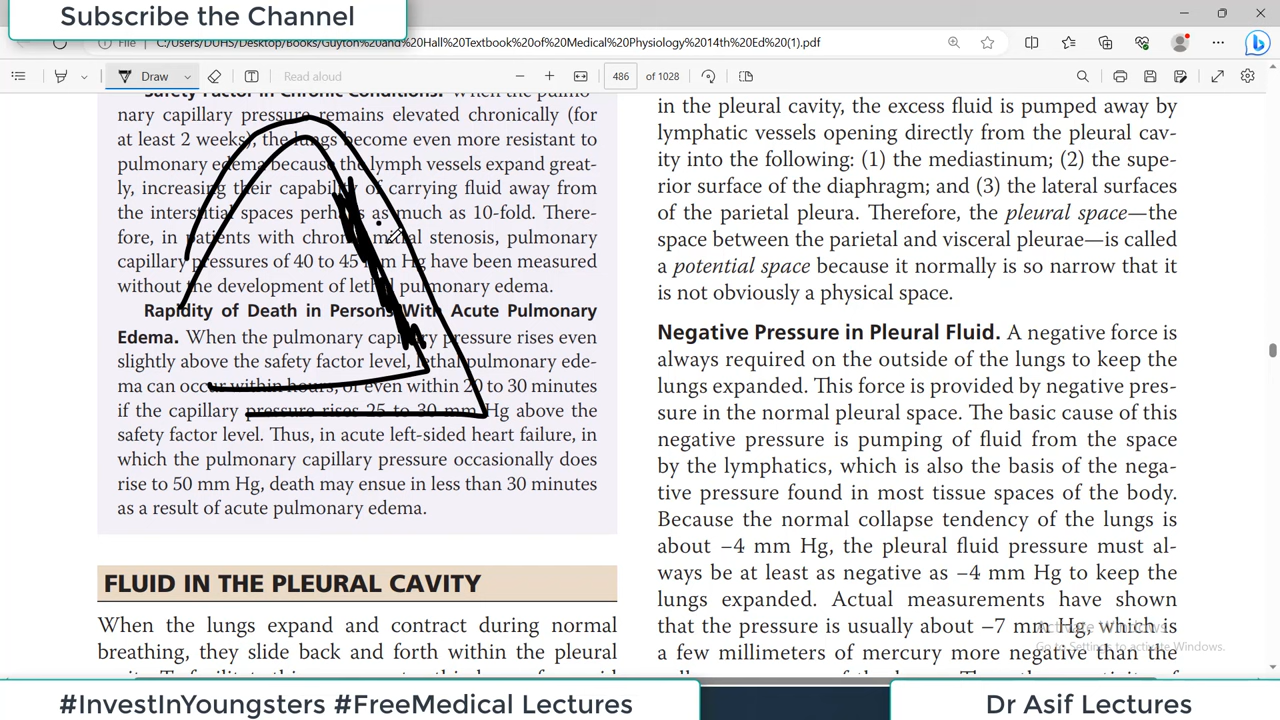 Subscribe the Channel
File
C:/Users/DUHS/Desktop/Books/Guyton%20and%20Hall%20Textbook%20of%20Medical%20Physiology%2014th%20Ed%20(1).pdf
Draw
Read aloud
486 of 1028
Safety Factor in Chronic Conditions. When the pulmo-
nary capillary pressure remains elevated chronically (for
at least 2 weeks), the lungs become even more resistant to
pulmonary edema because the lymph vessels expand great-
ly, increasing their capability of carrying fluid away from
the interstitial spaces perhaps as much as 10-fold. There-
fore, in patients with chronic mitral stenosis, pulmonary
capillary pressures of 40 to 45 mm Hg have been measured
without the development of lethal pulmonary edema.
Rapidity of Death in Persons With Acute Pulmonary
Edema. When the pulmonary capillary pressure rises even
slightly above the safety factor level, lethal pulmonary ede-
ma can occur within hours, or even within 20 to 30 minutes
if the capillary pressure rises 25 to 30 mm Hg above the
safety factor level. Thus, in acute left-sided heart failure, in
which the pulmonary capillary pressure occasionally does
rise to 50 mm Hg, death may ensue in less than 30 minutes
as a result of acute pulmonary edema.
FLUID IN THE PLEURAL CAVITY
When the lungs expand and contract during normal
breathing, they slide back and forth within the pleural
in the pleural cavity, the excess fluid is pumped away by
lymphatic vessels opening directly from the pleural cav-
ity into the following: (1) the mediastinum; (2) the supe-
rior surface of the diaphragm; and (3) the lateral surfaces
of the parietal pleura. Therefore, the pleural space—the
space between the parietal and visceral pleurae—is called
a potential space because it normally is so narrow that it
is not obviously a physical space.
Negative Pressure in Pleural Fluid. A negative force is
always required on the outside of the lungs to keep the
lungs expanded. This force is provided by negative pres-
sure in the normal pleural space. The basic cause of this
negative pressure is pumping of fluid from the space
by the lymphatics, which is also the basis of the nega-
tive pressure found in most tissue spaces of the body.
Because the normal collapse tendency of the lungs is
about −4 mm Hg, the pleural fluid pressure must al-
ways be at least as negative as −4 mm Hg to keep the
lungs expanded. Actual measurements have shown
that the pressure is usually about −7 mm Hg, which is
a few millimeters of mercury more negative than the
Activate Windows
Go to Settings to activate Windows.
#InvestInYoungsters #FreeMedical Lectures
Dr Asif Lectures